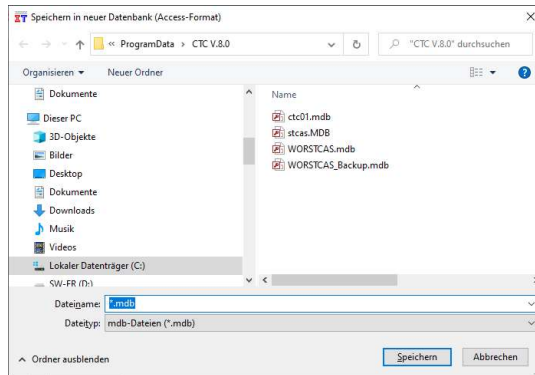 Speichern in neuer Datenbank (Access-Format)
« ProgramData › CTC V.8.0
"CTC V.8.0" durchsuchen
Organisieren
Neuer Ordner
Dokumente
Dieser PC
3D-Objekte
Bilder
Desktop
Dokumente
Downloads
Musik
Videos
Lokaler Datenträger (C:)
SW-FR (D:)
Name
ctc01.mdb
stcas.MDB
WORSTCAS.mdb
WORSTCAS_Backup.mdb
Dateiname: *.mdb
Dateityp: mdb-Dateien (*.mdb)
Ordner ausblenden
Speichern
Abbrechen